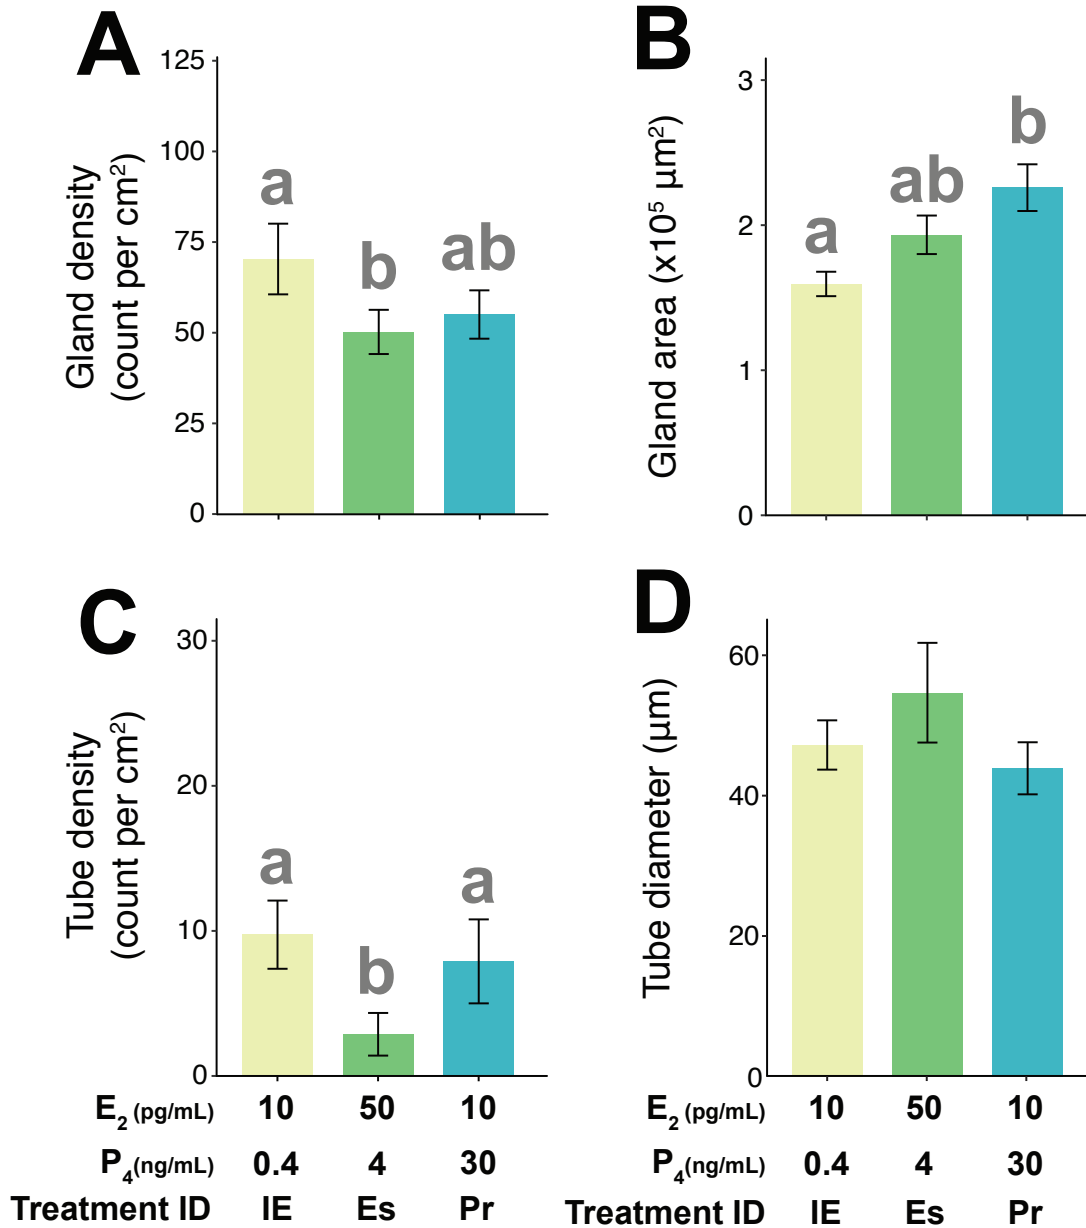 A
Gland density
(count per cm²)
125
100
75
50
25
0
a
b
ab
B
Gland area (x10⁵ µm²)
3
2
1
0
a
ab
b
C
Tube density
(count per cm²)
30
20
10
0
a
b
a
D
Tube diameter (µm)
60
40
20
0
E₂ (pg/mL) 10 50 10
P₄(ng/mL) 0.4 4 30
Treatment ID IE Es Pr
E₂ (pg/mL) 10 50 10
P₄(ng/mL) 0.4 4 30
Treatment ID IE Es Pr